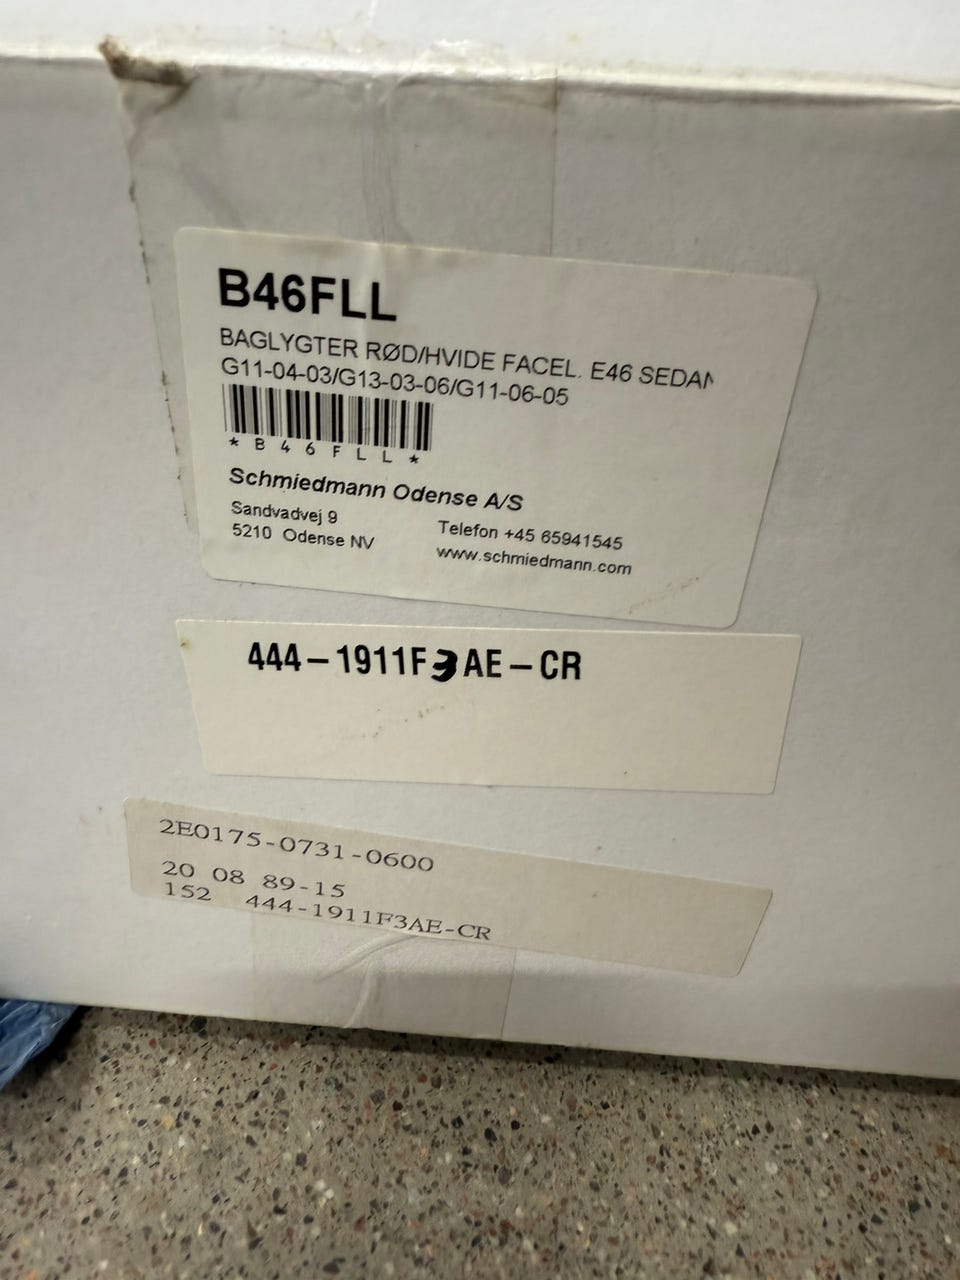 B46FLL
BAGLYGTER RØD/HVIDE FACEL. E46 SEDAN
G11-04-03/G13-03-06/G11-06-05
* B 4 6 F L L *
Schmiedmann Odense A/S
Sandvadvej 9
5210 Odense NV
Telefon +45 65941545
www.schmiedmann.com
444-1911F3AE-CR
2E0175-0731-0600
20 08 89-15
152 444-1911F3AE-CR